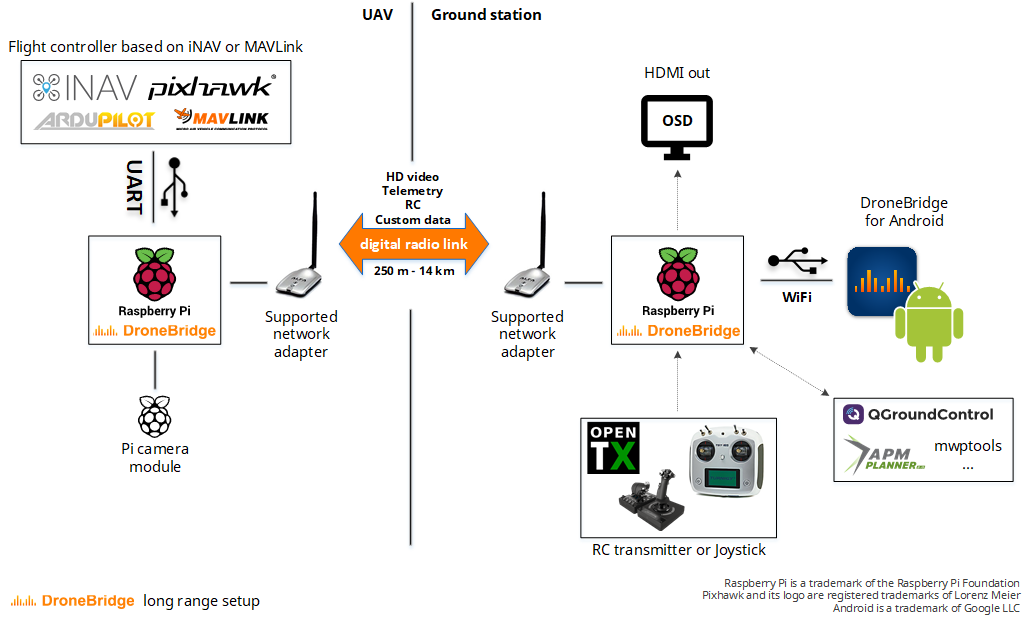 UAV
Ground station
Flight controller based on iNAV or MAVLink
INAV
pixhawk®
ARDUPILOT
MAVLINK
MICRO AIR VEHICLE COMMUNICATION PROTOCOL
UART
Raspberry Pi
DroneBridge
Pi camera
module
ALFA
Supported
network
adapter
HD video
Telemetry
RC
Custom data
digital radio link
250 m - 14 km
ALFA
Supported
network
adapter
HDMI out
OSD
Raspberry Pi
DroneBridge
WiFi
DroneBridge
for Android
QGroundControl
APM
PLANNER
mwptools
...
OPEN
TX
RC transmitter or Joystick
DroneBridge long range setup
Raspberry Pi is a trademark of the Raspberry Pi Foundation
Pixhawk and its logo are registered trademarks of Lorenz Meier
Android is a trademark of Google LLC